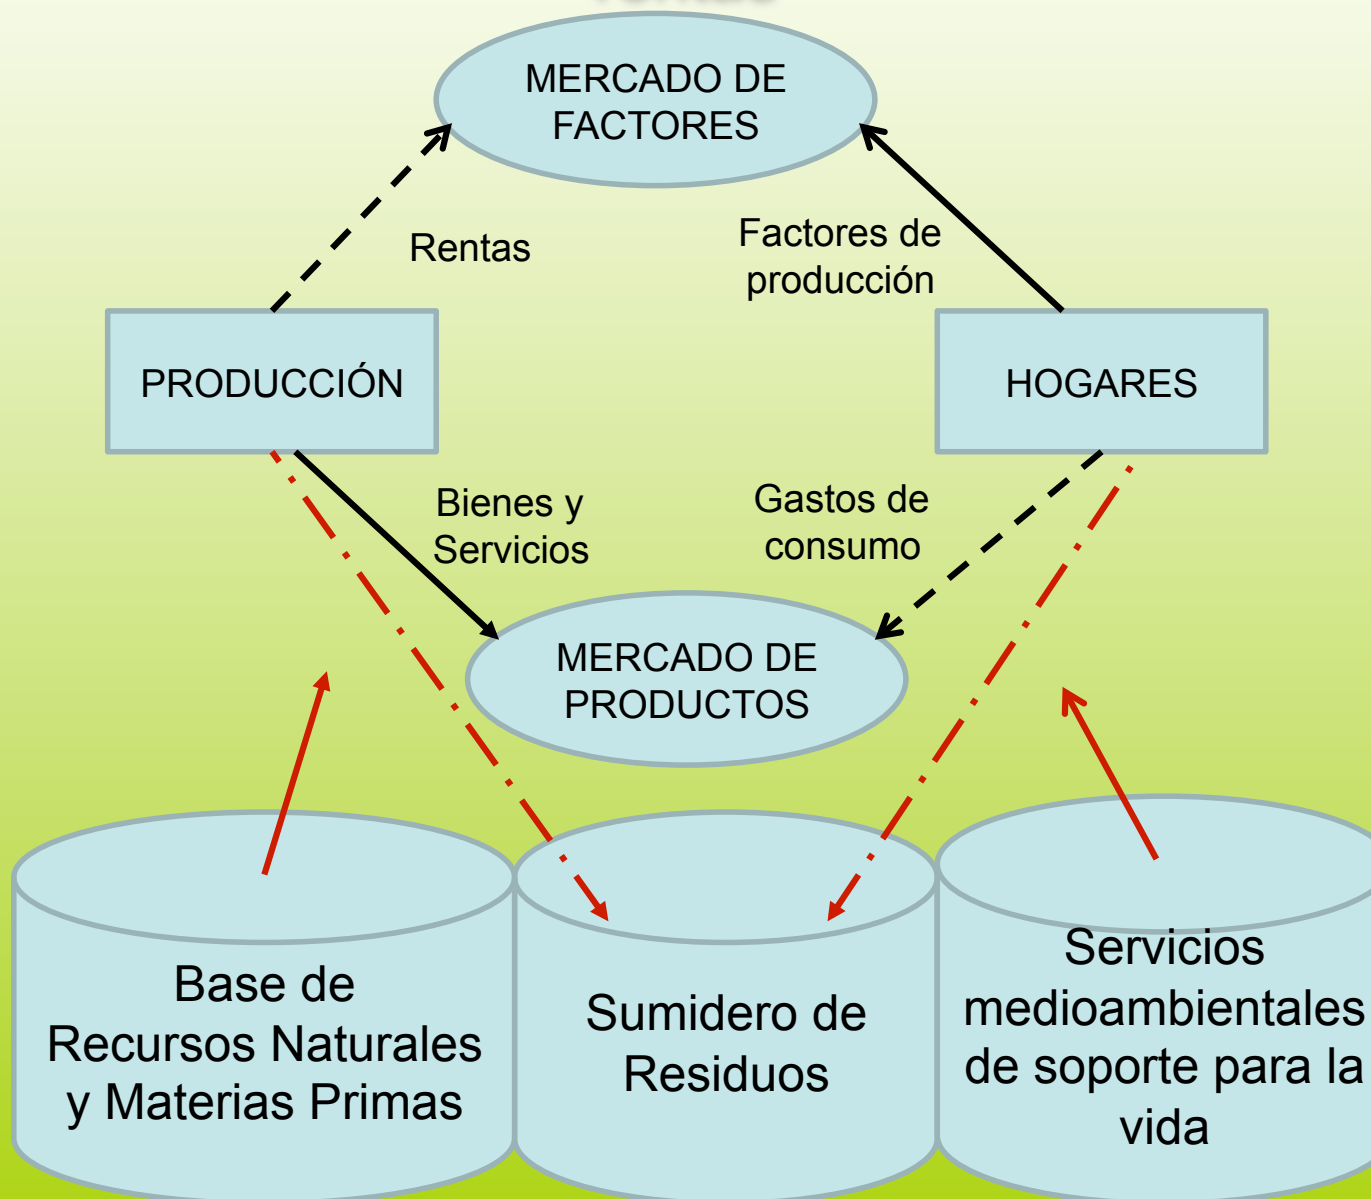 MERCADO DE
FACTORES
Rentas
Factores de
producción
PRODUCCIÓN
HOGARES
Bienes y
Servicios
Gastos de
consumo
MERCADO DE
PRODUCTOS
Base de
Recursos Naturales
y Materias Primas
Sumidero de
Residuos
Servicios
medioambientales
de soporte para la
vida